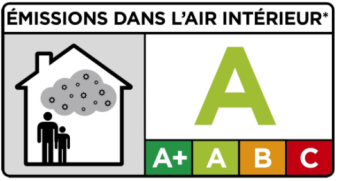 ÉMISSIONS DANS L'AIR INTÉRIEUR*
A
A+ A B C